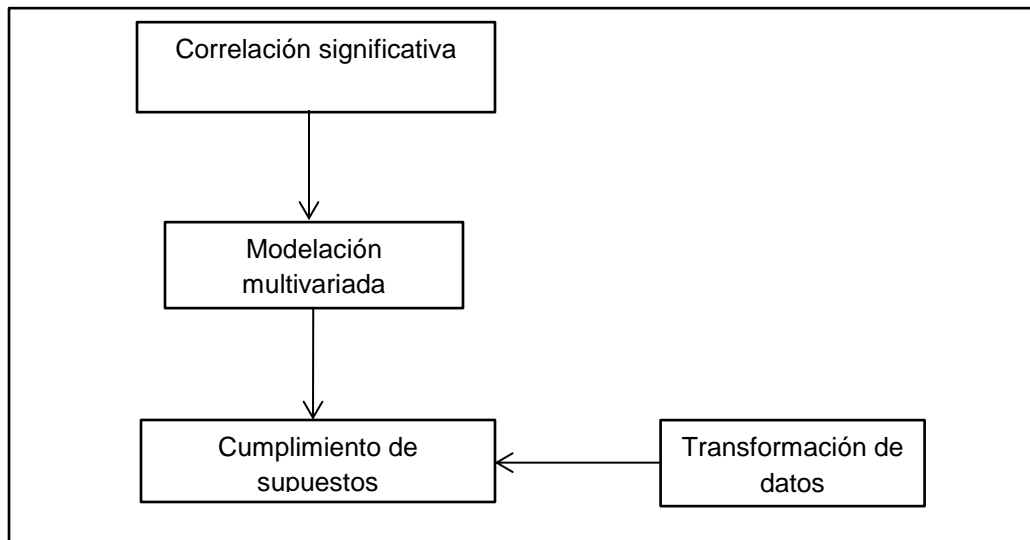 Correlación significativa
Modelación
multivariada
Cumplimiento de
supuestos
Transformación de
datos